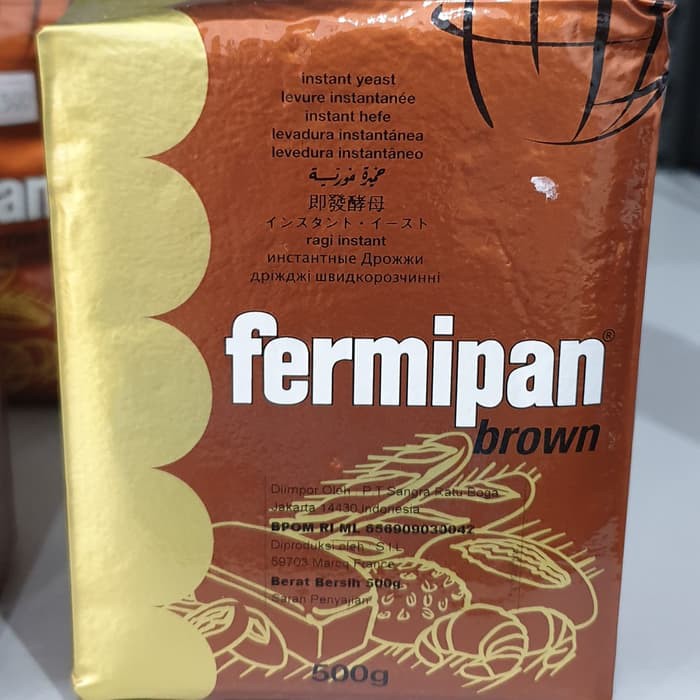 instant yeast
levure instantanée
instant hefe
levadura instantánea
levedura instantâneo
خميرة فورية
即發酵母
インスタント・イースト
ragi instant
инстантные Дрожжи
дріжджі швидкорозчинні
fermipan®
brown
Diimpor Oleh : P.T Sangra Ratu Boga
Jakarta 14430 Indonesia
BPOM RI ML 656909030042
Diproduksi oleh : S.I.L
59703 Marcq France
Berat Bersih 500g
Saran Penyajian
500g
an